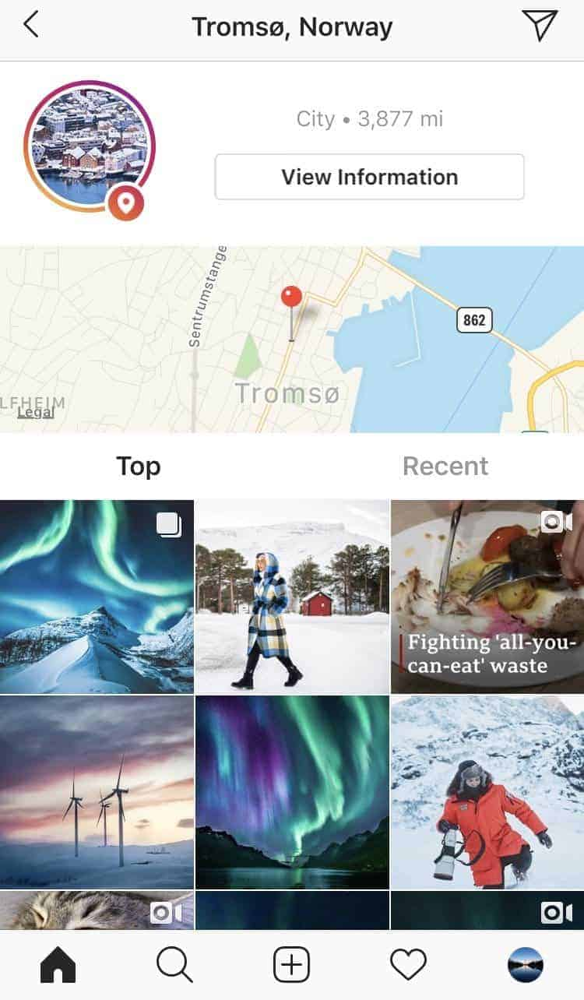 Tromsø, Norway
City • 3,877 mi
View Information
Sentrumstange
862
Tromsø
LFHEIM
Legal
Top
Recent
Fighting 'all-you-
can-eat' waste